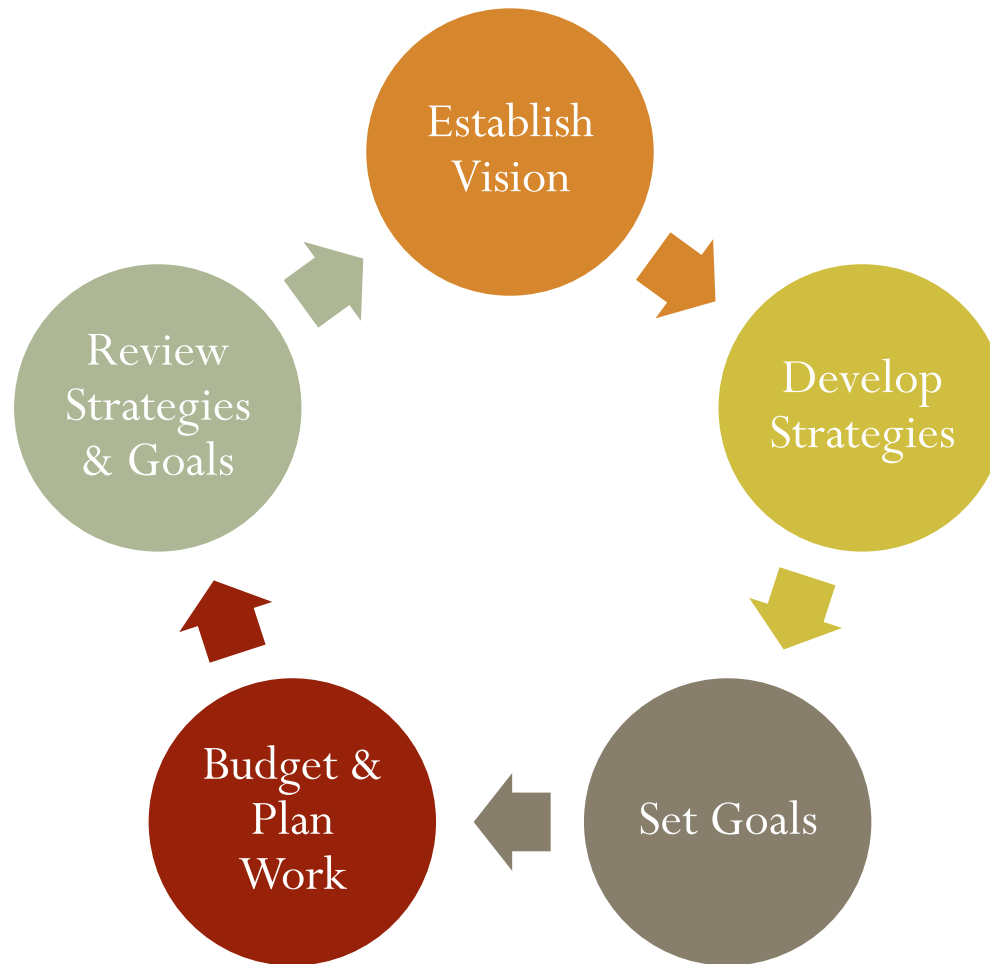 Establish
Vision
Develop
Strategies
Set Goals
Budget &
Plan
Work
Review
Strategies
& Goals